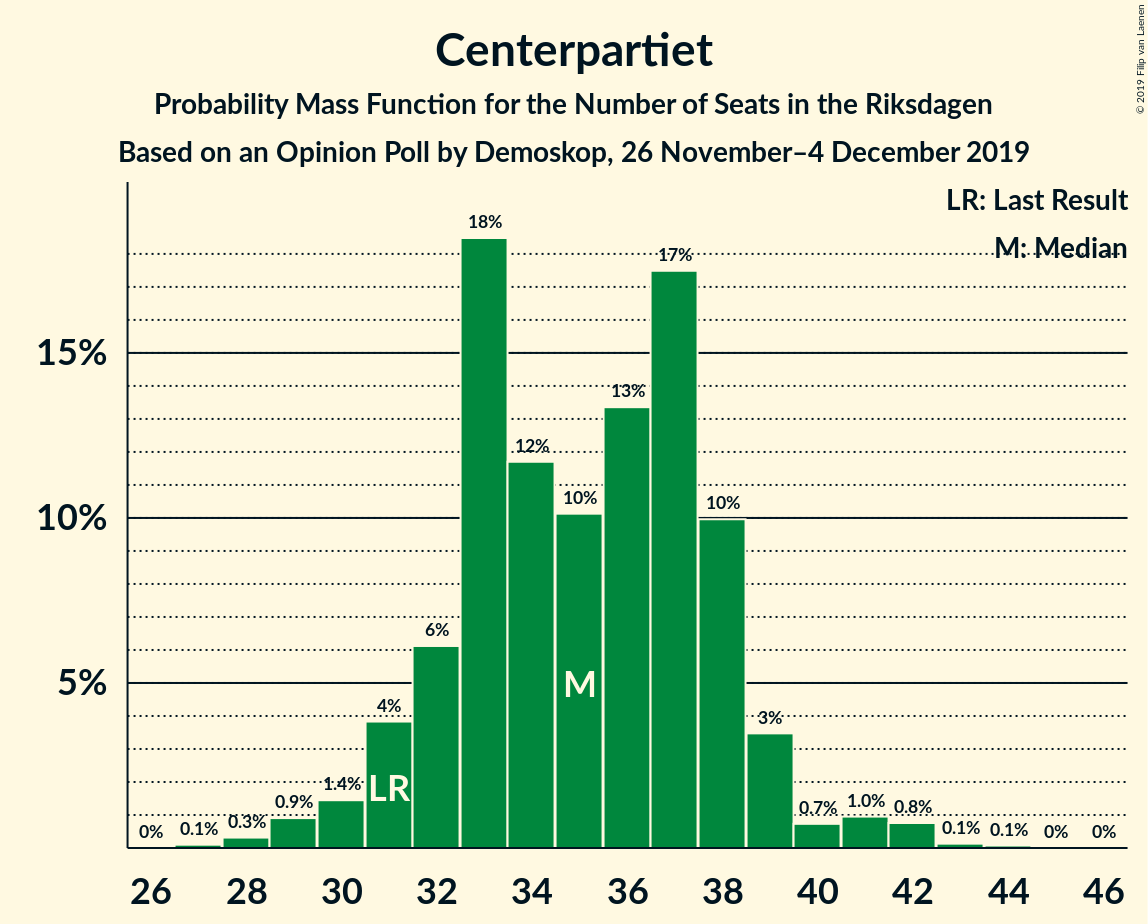 Centerpartiet
Probability Mass Function for the Number of Seats in the Riksdagen
Based on an Opinion Poll by Demoskop, 26 November–4 December 2019
© 2019 Filip van Laenen
LR: Last Result
M: Median
15%
10%
5%
0%
0.1%
0.3%
0.9%
1.4%
4%
6%
18%
12%
10%
13%
17%
10%
3%
0.7%
1.0%
0.8%
0.1%
0.1%
0%
0%
LR
M
26 28 30 32 34 36 38 40 42 44 46